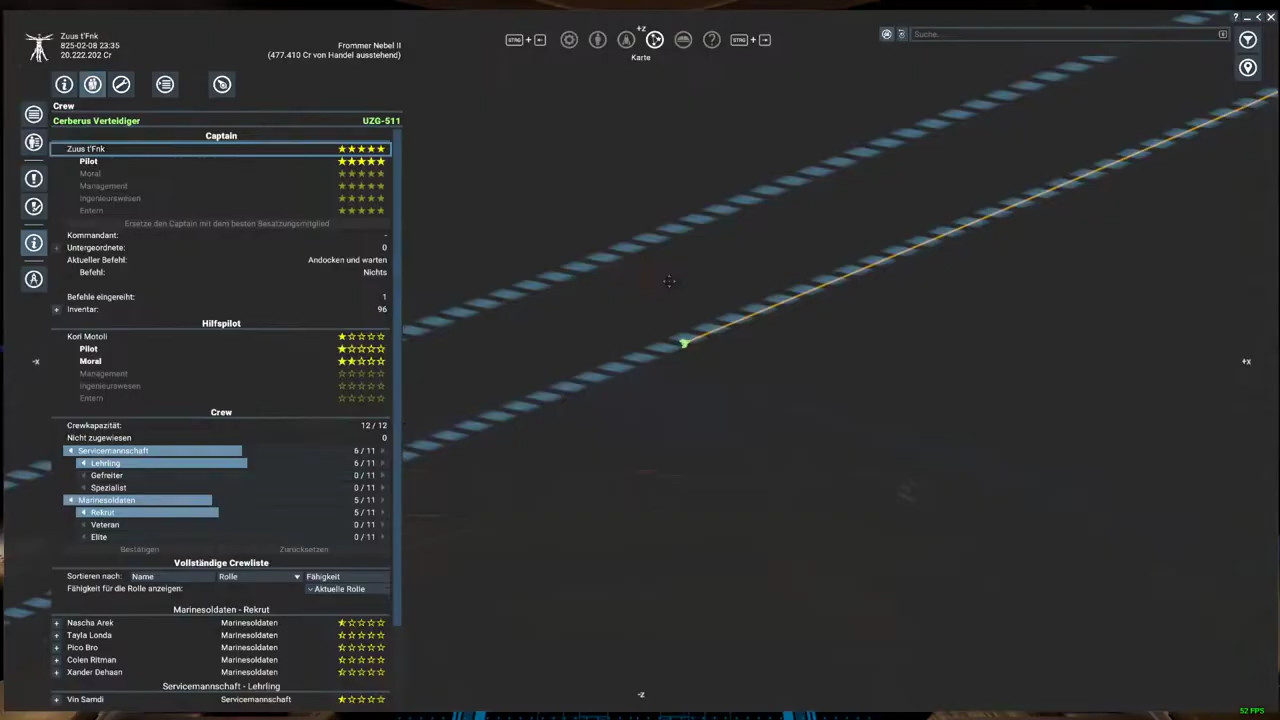 Zuus t'Fnk
825-02-08 23:35
20.222.202 Cr
Frommer Nebel II
(477.410 Cr von Handel ausstehend)
STRG + ←
+z
STRG + →
Karte
Suche...
? _ < X
Crew
Cerberus Verteidiger UZG-511
Captain
Zuus t'Fnk
Pilot
Moral
Management
Ingenieurswesen
Entern
Ersetze den Captain mit dem besten Besatzungsmitglied
Kommandant: -
Untergeordnete: 0
Aktueller Befehl: Andocken und warten
Befehl: Nichts
Befehle eingereiht: 1
Inventar: 96
Hilfspilot
Korl Motoli
Pilot
Moral
Management
Ingenieurswesen
Entern
Crew
Crewkapazität: 12 / 12
Nicht zugewiesen 0
Servicemannschaft 6 / 11
Lehrling 6 / 11
Gefreiter 0 / 11
Spezialist 0 / 11
Marinesoldaten 5 / 11
Rekrut 5 / 11
Veteran 0 / 11
Elite 0 / 11
Bestätigen Zurücksetzen
Vollständige Crewliste
Sortieren nach: Name Rolle Fähigkeit
Fähigkeit für die Rolle anzeigen: Aktuelle Rolle
Marinesoldaten - Rekrut
+ Nascha Arek Marinesoldaten
+ Tayla Londa Marinesoldaten
+ Pico Bro Marinesoldaten
+ Colen Ritman Marinesoldaten
+ Xander Dehaan Marinesoldaten
Servicemannschaft - Lehrling
+ Vin Samdi Servicemannschaft
-x
+x
-z
52 FPS